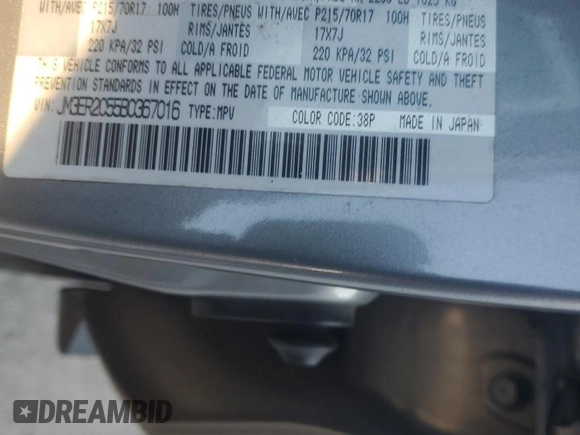 WITH/AVEC P215/70R17 100H TIRES/PNEUS WITH/AVEC P215/70R17 100H TIRES/PNEUS
17X7J RIMS/JANTES 17X7J RIMS/JANTES
220 KPA/32 PSI COLD/A FROID 220 KPA/32 PSI COLD/A FROID
THIS VEHICLE CONFORMS TO ALL APPLICABLE FEDERAL MOTOR VEHICLE SAFETY AND THEFT
PREVENTION STANDARDS IN EFFECT ON THE DATE OF MANUFACTURE SHOWN ABOVE.
VIN: JM3ER2C55B0367016 TYPE:MPV COLOR CODE:38P MADE IN JAPAN
DREAMBID